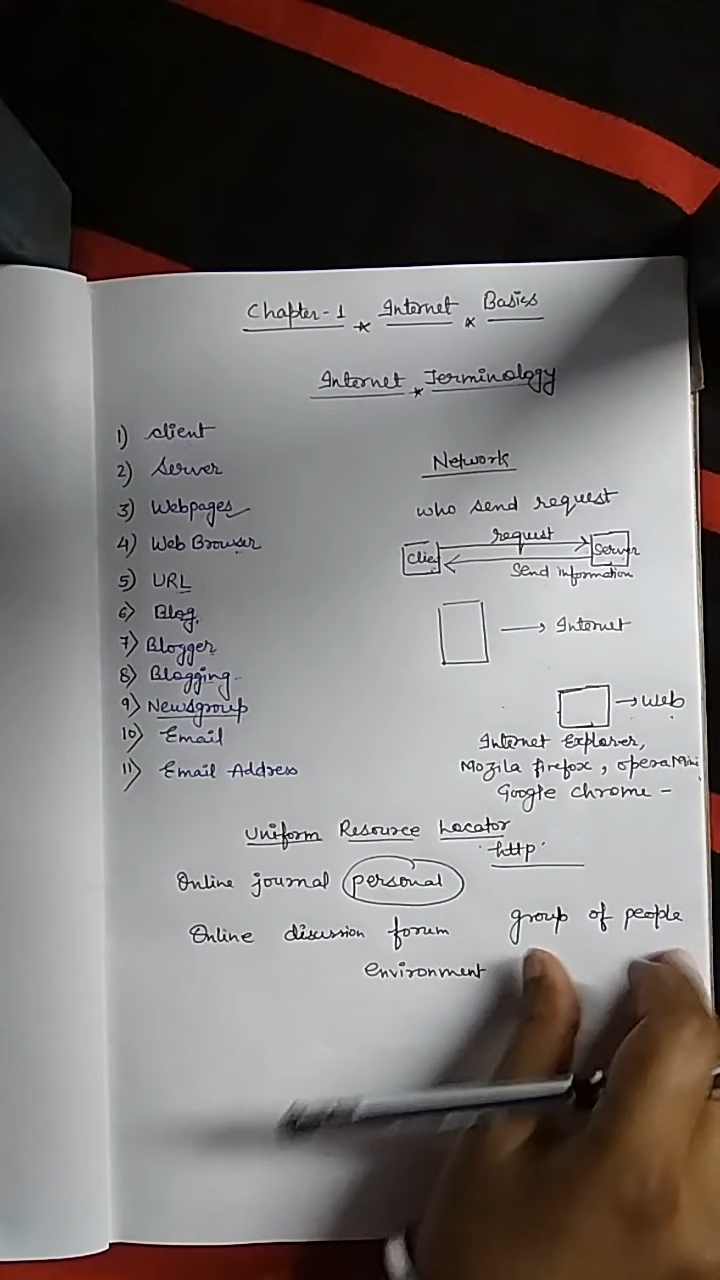 Chapter-1 * Internet * Basics
Internet * Terminology
1) Client
2) Server
Network
3) Webpages
who send request
4) Web Browser
request
Clie
Server
send information
5) URL
6) Blog
7) Blogger
→ Internet
8) Blogging
9) Newsgroup
→ Web
10) Email
Internet Explorer,
11) Email Address
Mozila firefox, opera Mini,
Google chrome -
Uniform Resource Locator
'http'
Online journal personal
Online discussion forum
group of people
environment